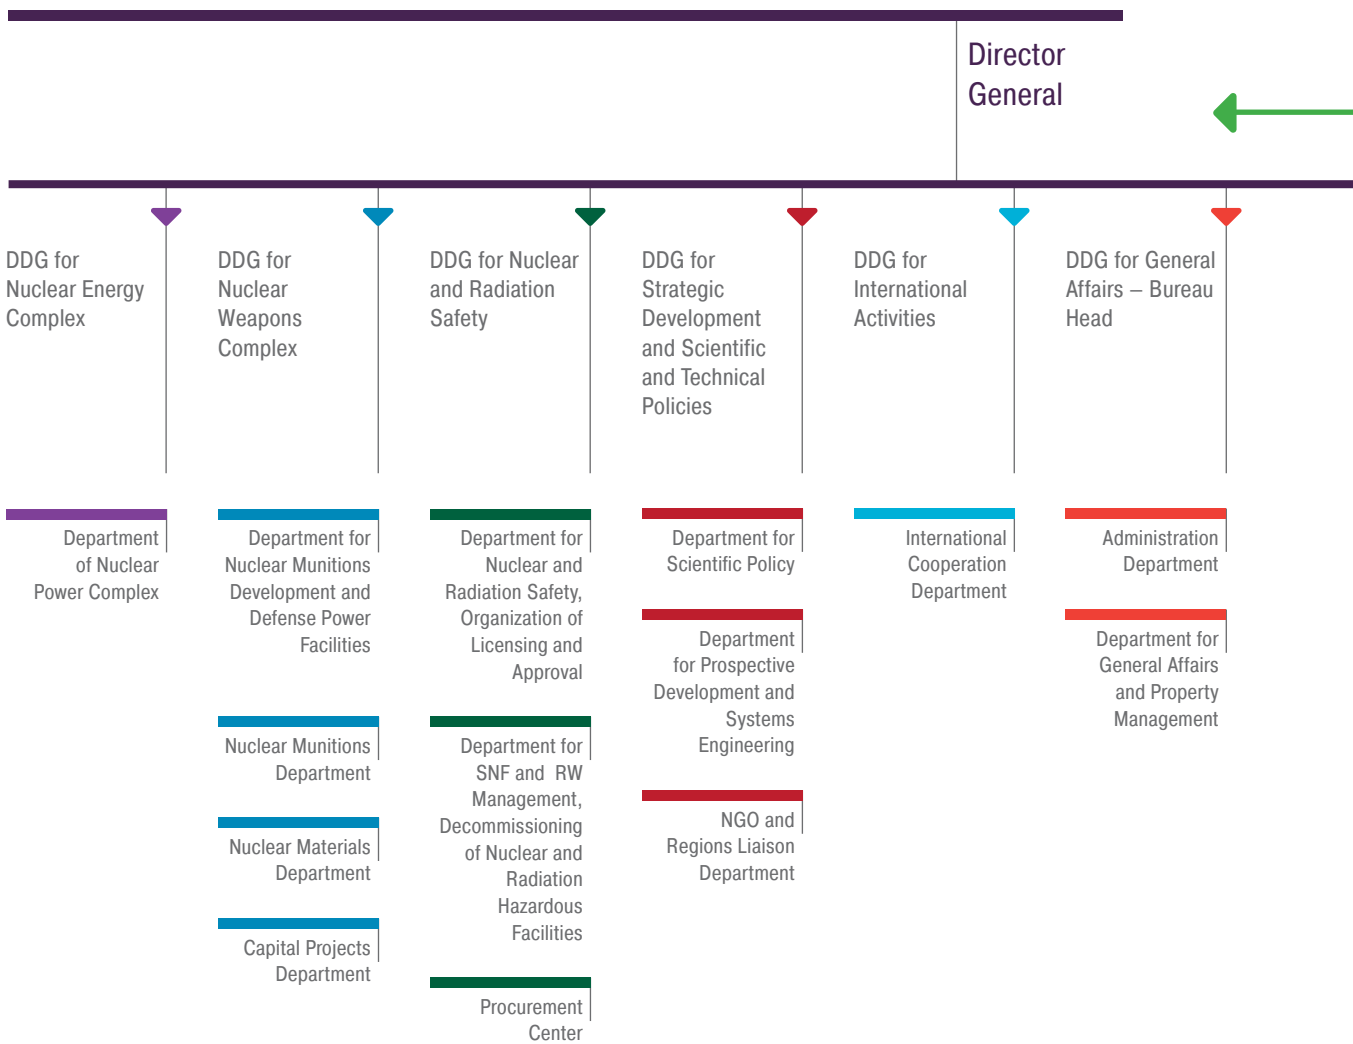 Director
General
DDG for
Nuclear Energy
Complex
DDG for
Nuclear
Weapons
Complex
DDG for Nuclear
and Radiation
Safety
DDG for
Strategic
Development
and Scientific
and Technical
Policies
DDG for
International
Activities
DDG for General
Affairs – Bureau
Head
Department
of Nuclear
Power Complex
Department for
Nuclear Munitions
Development and
Defense Power
Facilities
Nuclear Munitions
Department
Nuclear Materials
Department
Capital Projects
Department
Department for
Nuclear and
Radiation Safety,
Organization of
Licensing and
Approval
Department for
SNF and RW
Management,
Decommissioning
of Nuclear and
Radiation
Hazardous
Facilities
Procurement
Center
Department for
Scientific Policy
Department
for Prospective
Development and
Systems
Engineering
NGO and
Regions Liaison
Department
International
Cooperation
Department
Administration
Department
Department for
General Affairs
and Property
Management